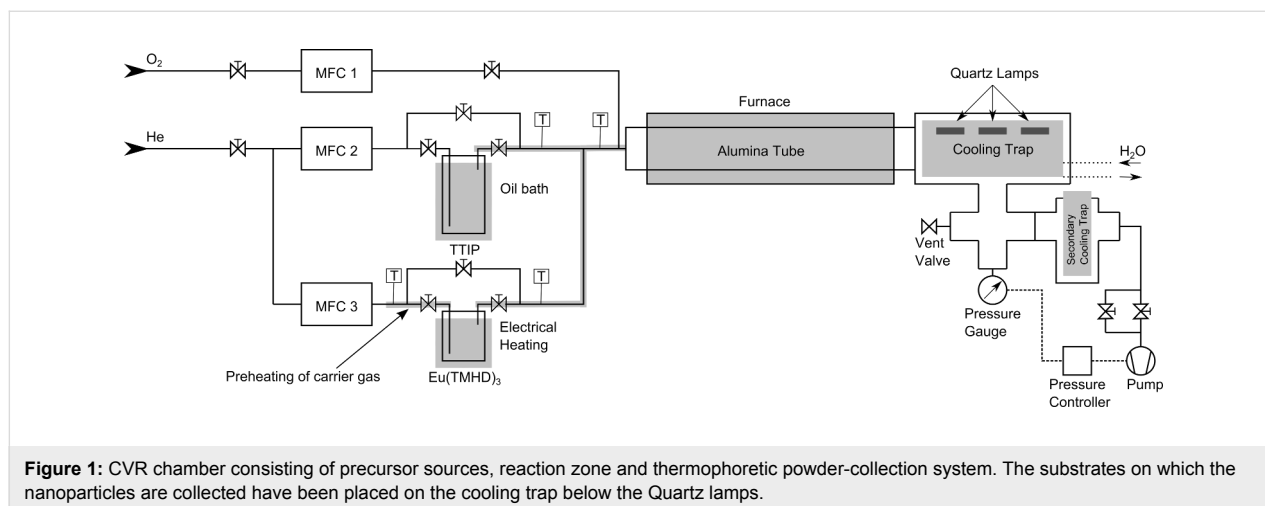 O2
MFC 1
He
MFC 2
Oil bath
TTIP
MFC 3
Electrical
Heating
Eu(TMHD)3
Preheating of carrier gas
T
T
T
T
Furnace
Alumina Tube
Quartz Lamps
Cooling Trap
H2O
Vent
Valve
Secondary
Cooling Trap
Pressure
Gauge
Pressure
Controller
Pump
Figure 1: CVR chamber consisting of precursor sources, reaction zone and thermophoretic powder-collection system. The substrates on which the
nanoparticles are collected have been placed on the cooling trap below the Quartz lamps.